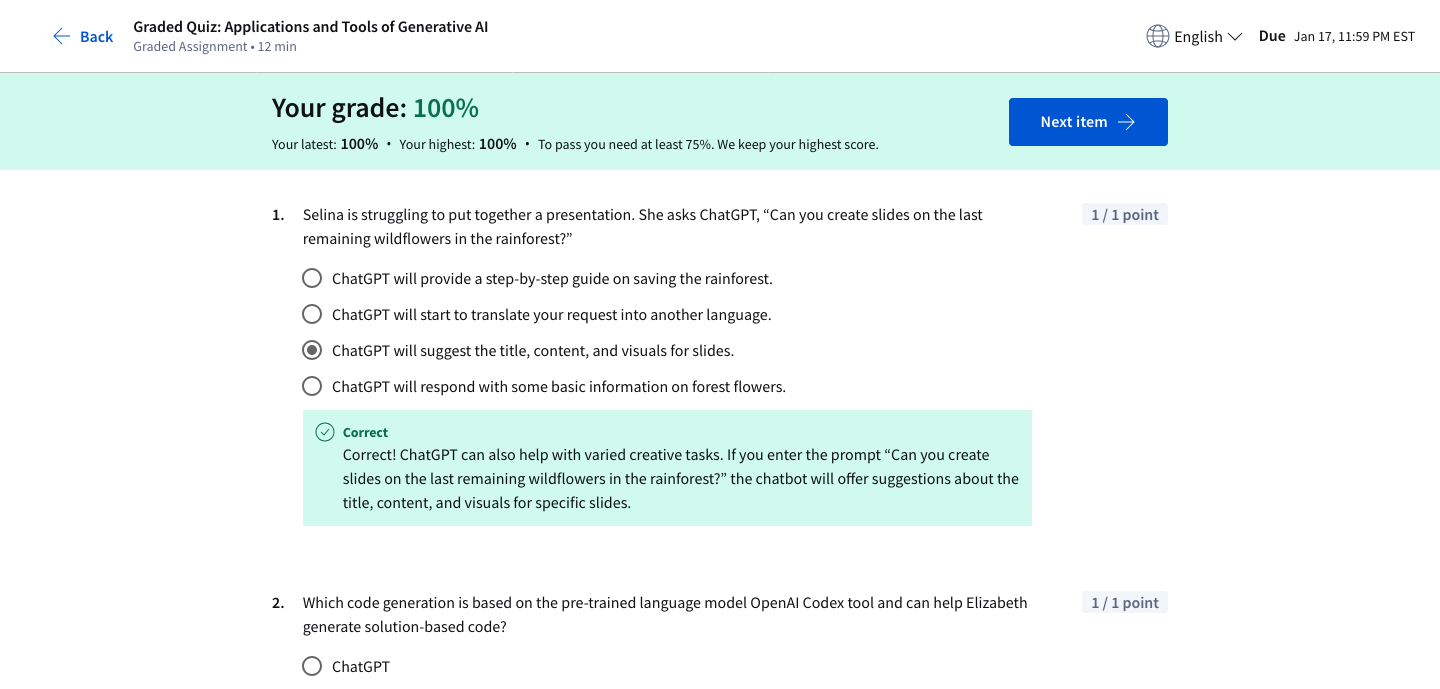 Back
Graded Quiz: Applications and Tools of Generative AI
Graded Assignment • 12 min
English
Due Jan 17, 11:59 PM EST
Your grade: 100%
Your latest: 100% • Your highest: 100% • To pass you need at least 75%. We keep your highest score.
Next item
1. Selina is struggling to put together a presentation. She asks ChatGPT, “Can you create slides on the last
remaining wildflowers in the rainforest?”
1 / 1 point
ChatGPT will provide a step-by-step guide on saving the rainforest.
ChatGPT will start to translate your request into another language.
ChatGPT will suggest the title, content, and visuals for slides.
ChatGPT will respond with some basic information on forest flowers.
Correct
Correct! ChatGPT can also help with varied creative tasks. If you enter the prompt “Can you create
slides on the last remaining wildflowers in the rainforest?” the chatbot will offer suggestions about the
title, content, and visuals for specific slides.
2. Which code generation is based on the pre-trained language model OpenAI Codex tool and can help Elizabeth
generate solution-based code?
1 / 1 point
ChatGPT